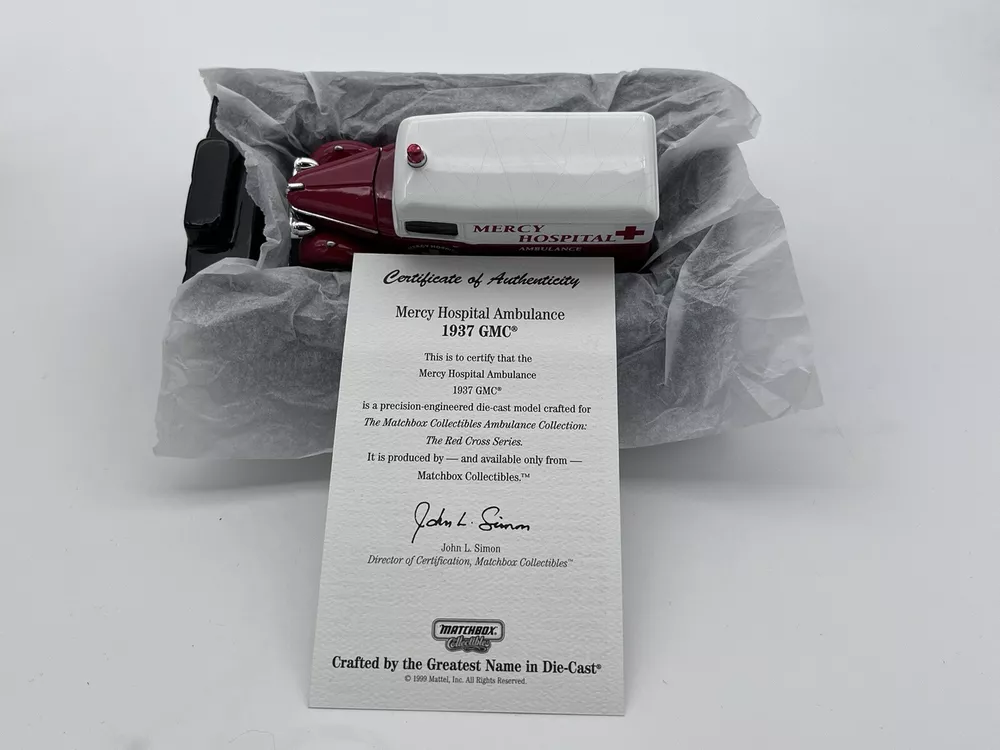 MERCY
HOSPITAL
AMBULANCE
Certificate of Authenticity
Mercy Hospital Ambulance
1937 GMC®
This is to certify that the
Mercy Hospital Ambulance
1937 GMC®
is a precision-engineered die-cast model crafted for
The Matchbox Collectibles Ambulance Collection:
The Red Cross Series.
It is produced by — and available only from —
Matchbox Collectibles.™
John L. Simon
John L. Simon
Director of Certification, Matchbox Collectibles™
MATCHBOX.
Collectibles
Crafted by the Greatest Name in Die-Cast®
© 1999 Mattel, Inc. All Rights Reserved.